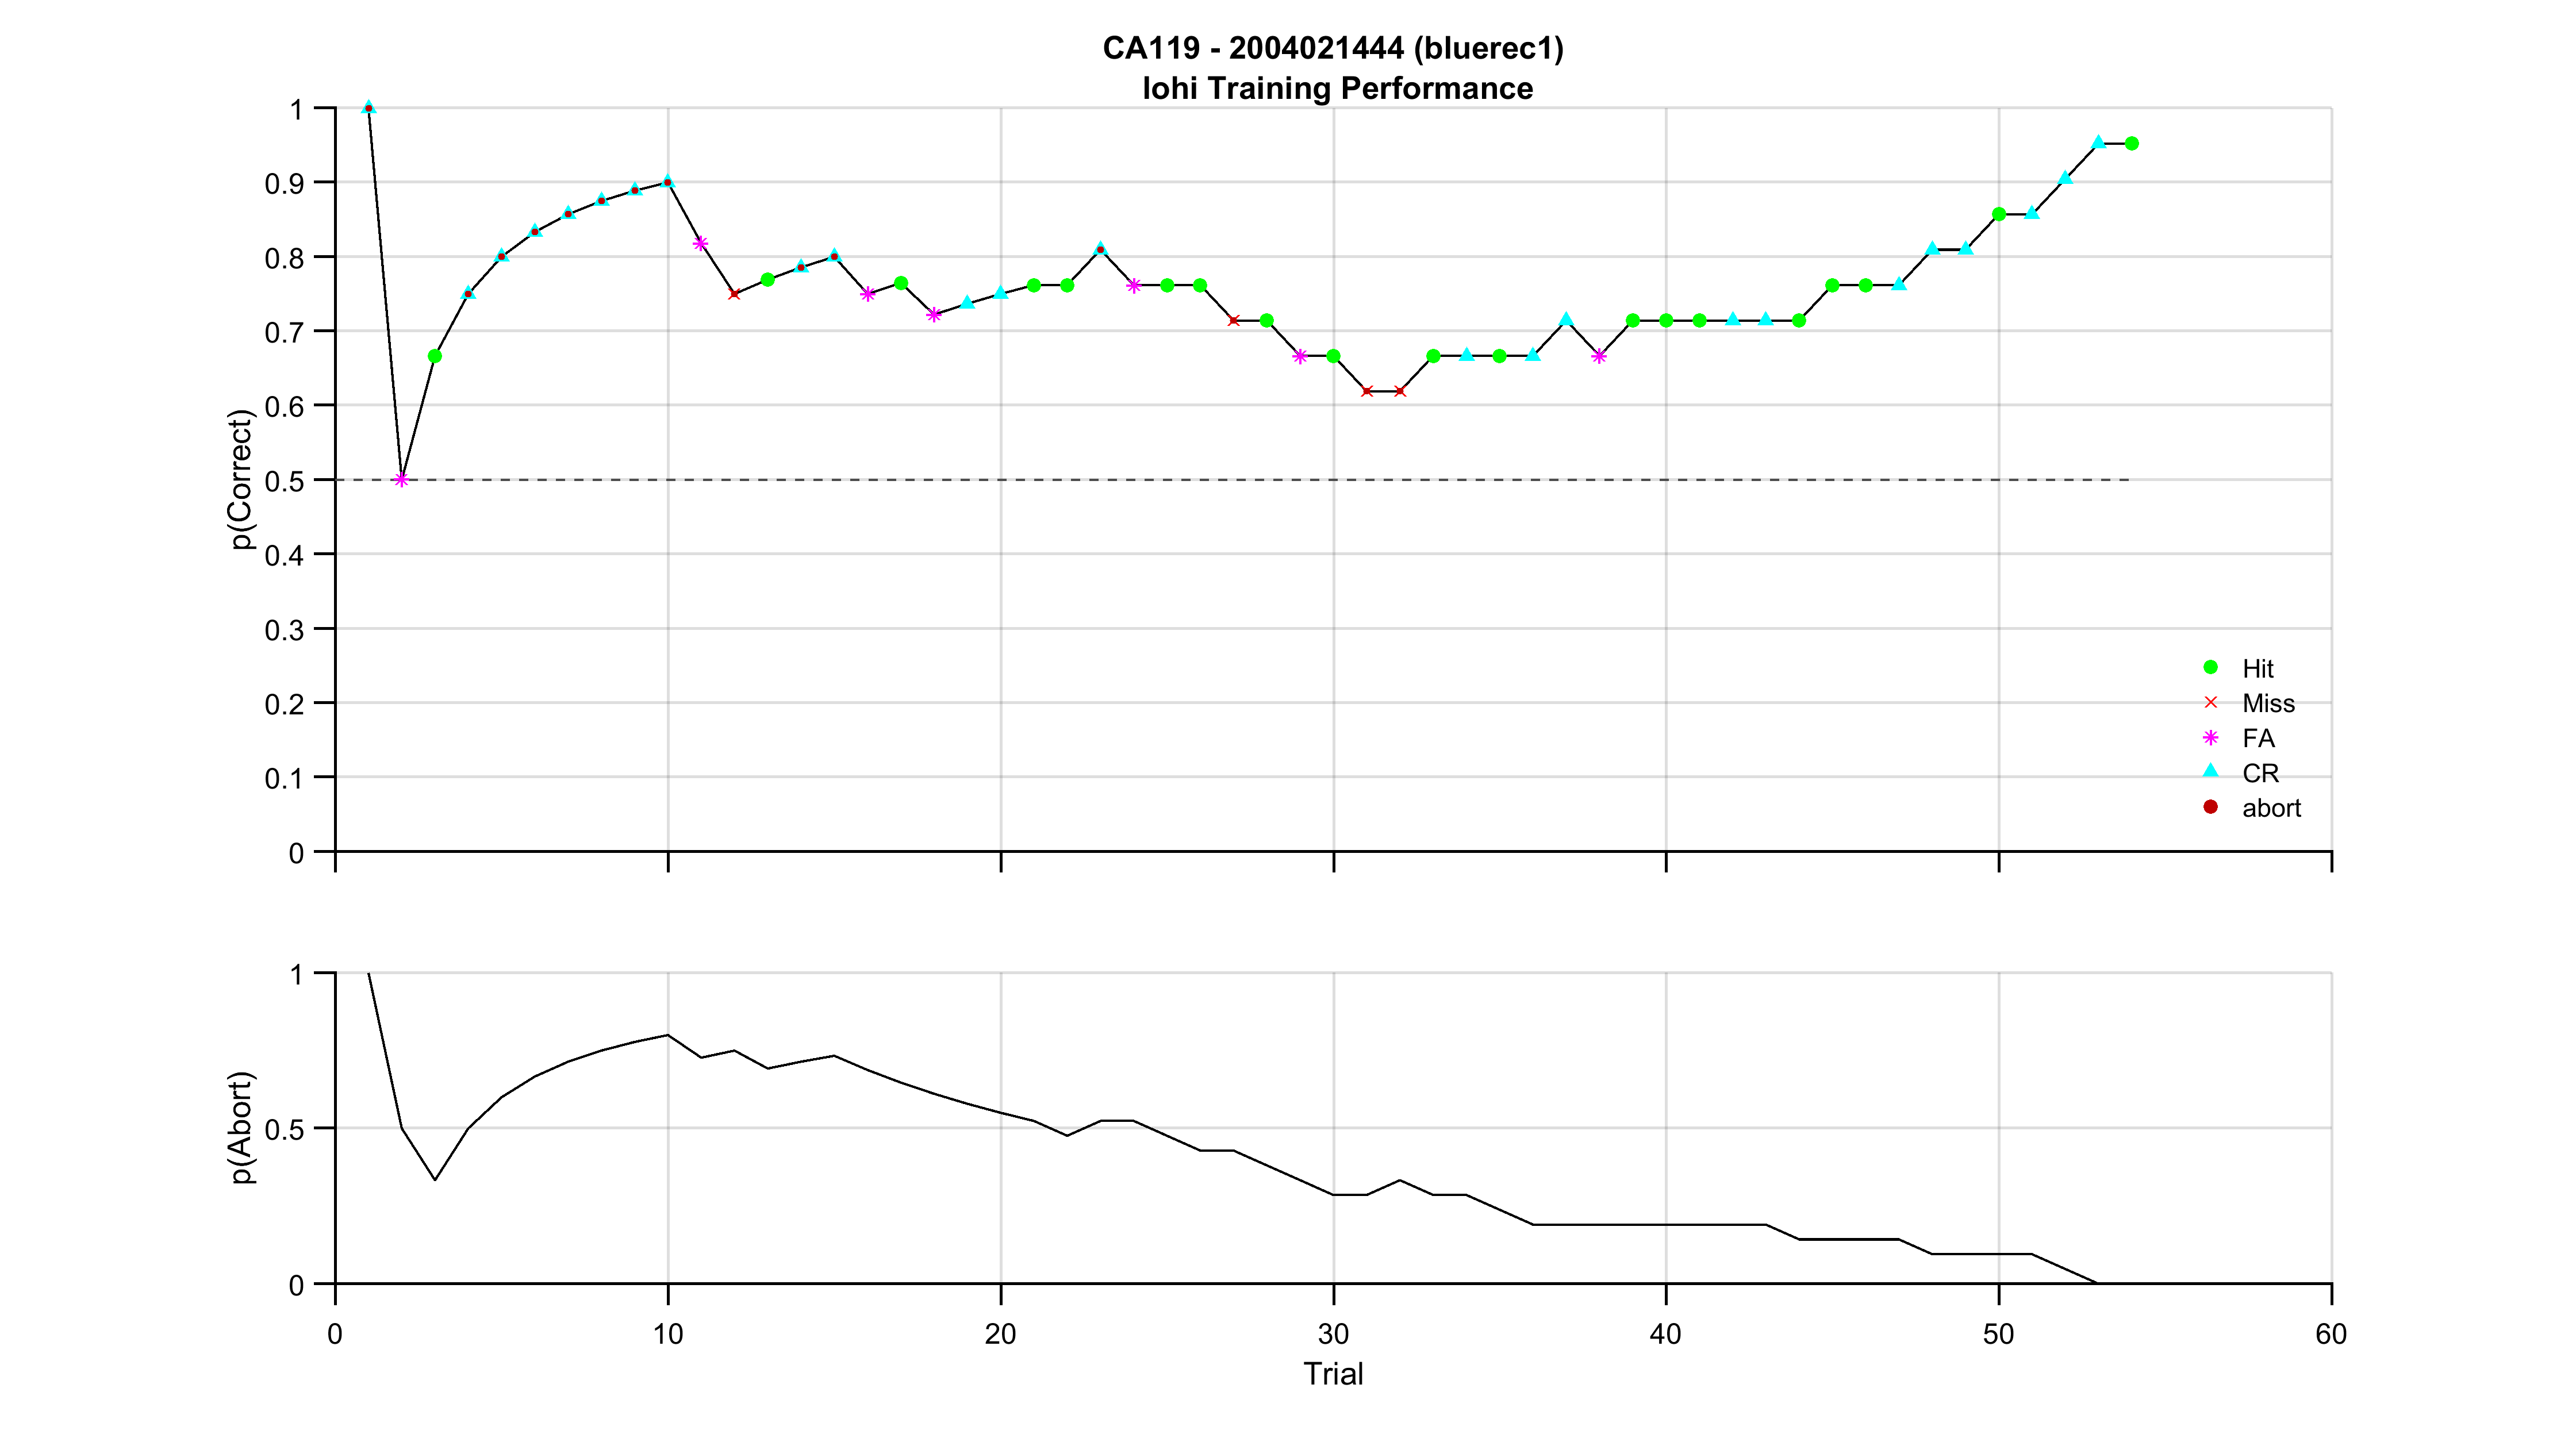 CA119 - 2004021444 (bluerec1)
lohi Training Performance
p(Correct)
1
0.9
0.8
0.7
0.6
0.5
0.4
0.3
0.2
0.1
0
Hit
Miss
FA
CR
abort
p(Abort)
1
0.5
0
0 10 20 30 40 50 60
Trial